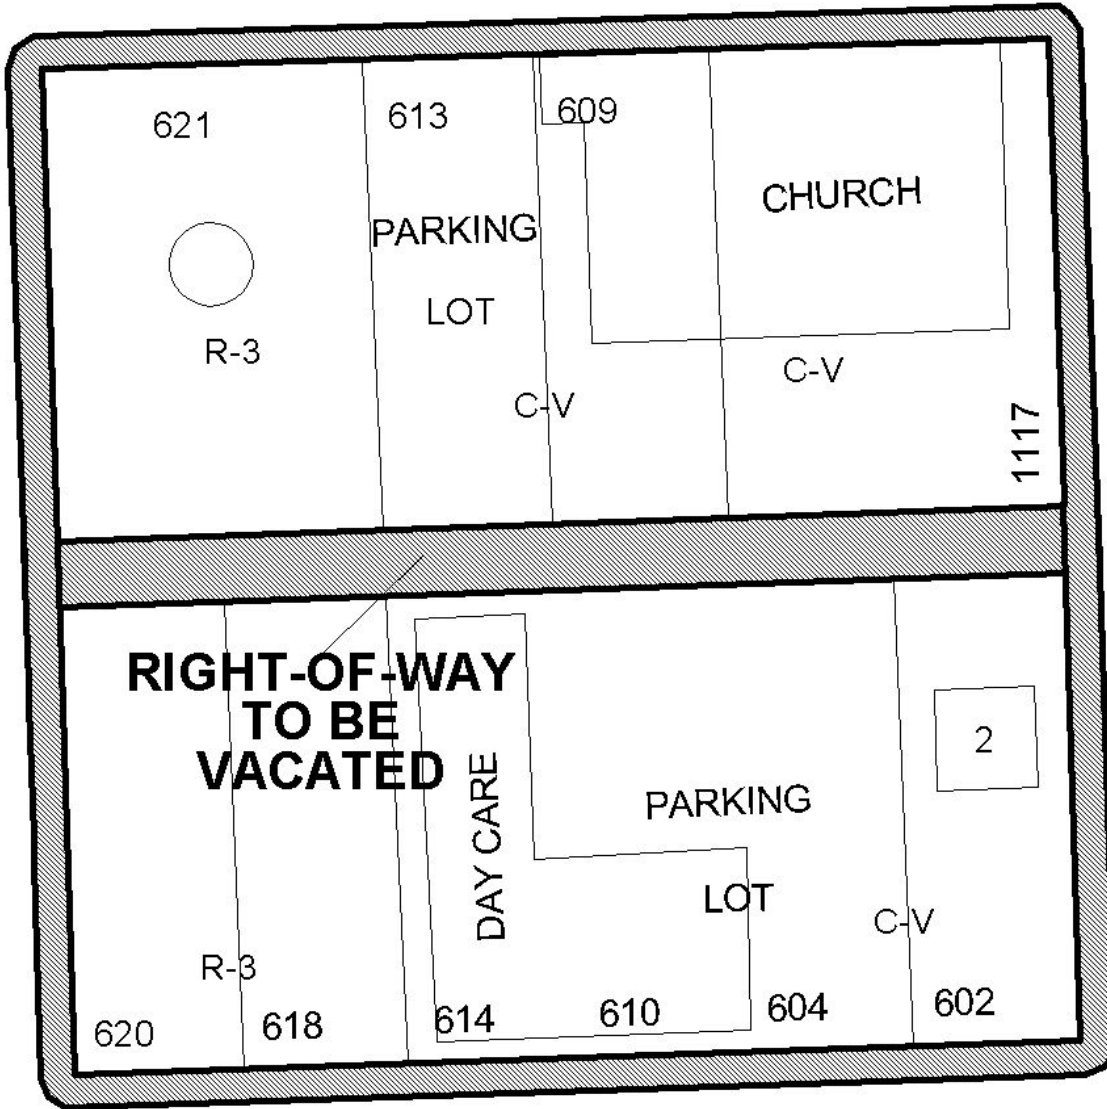 621
613
609
PARKING
LOT
CHURCH
R-3
C-V
C-V
1117
RIGHT-OF-WAY
TO BE
VACATED
DAY CARE
PARKING
LOT
2
C-V
R-3
620
618
614
610
604
602